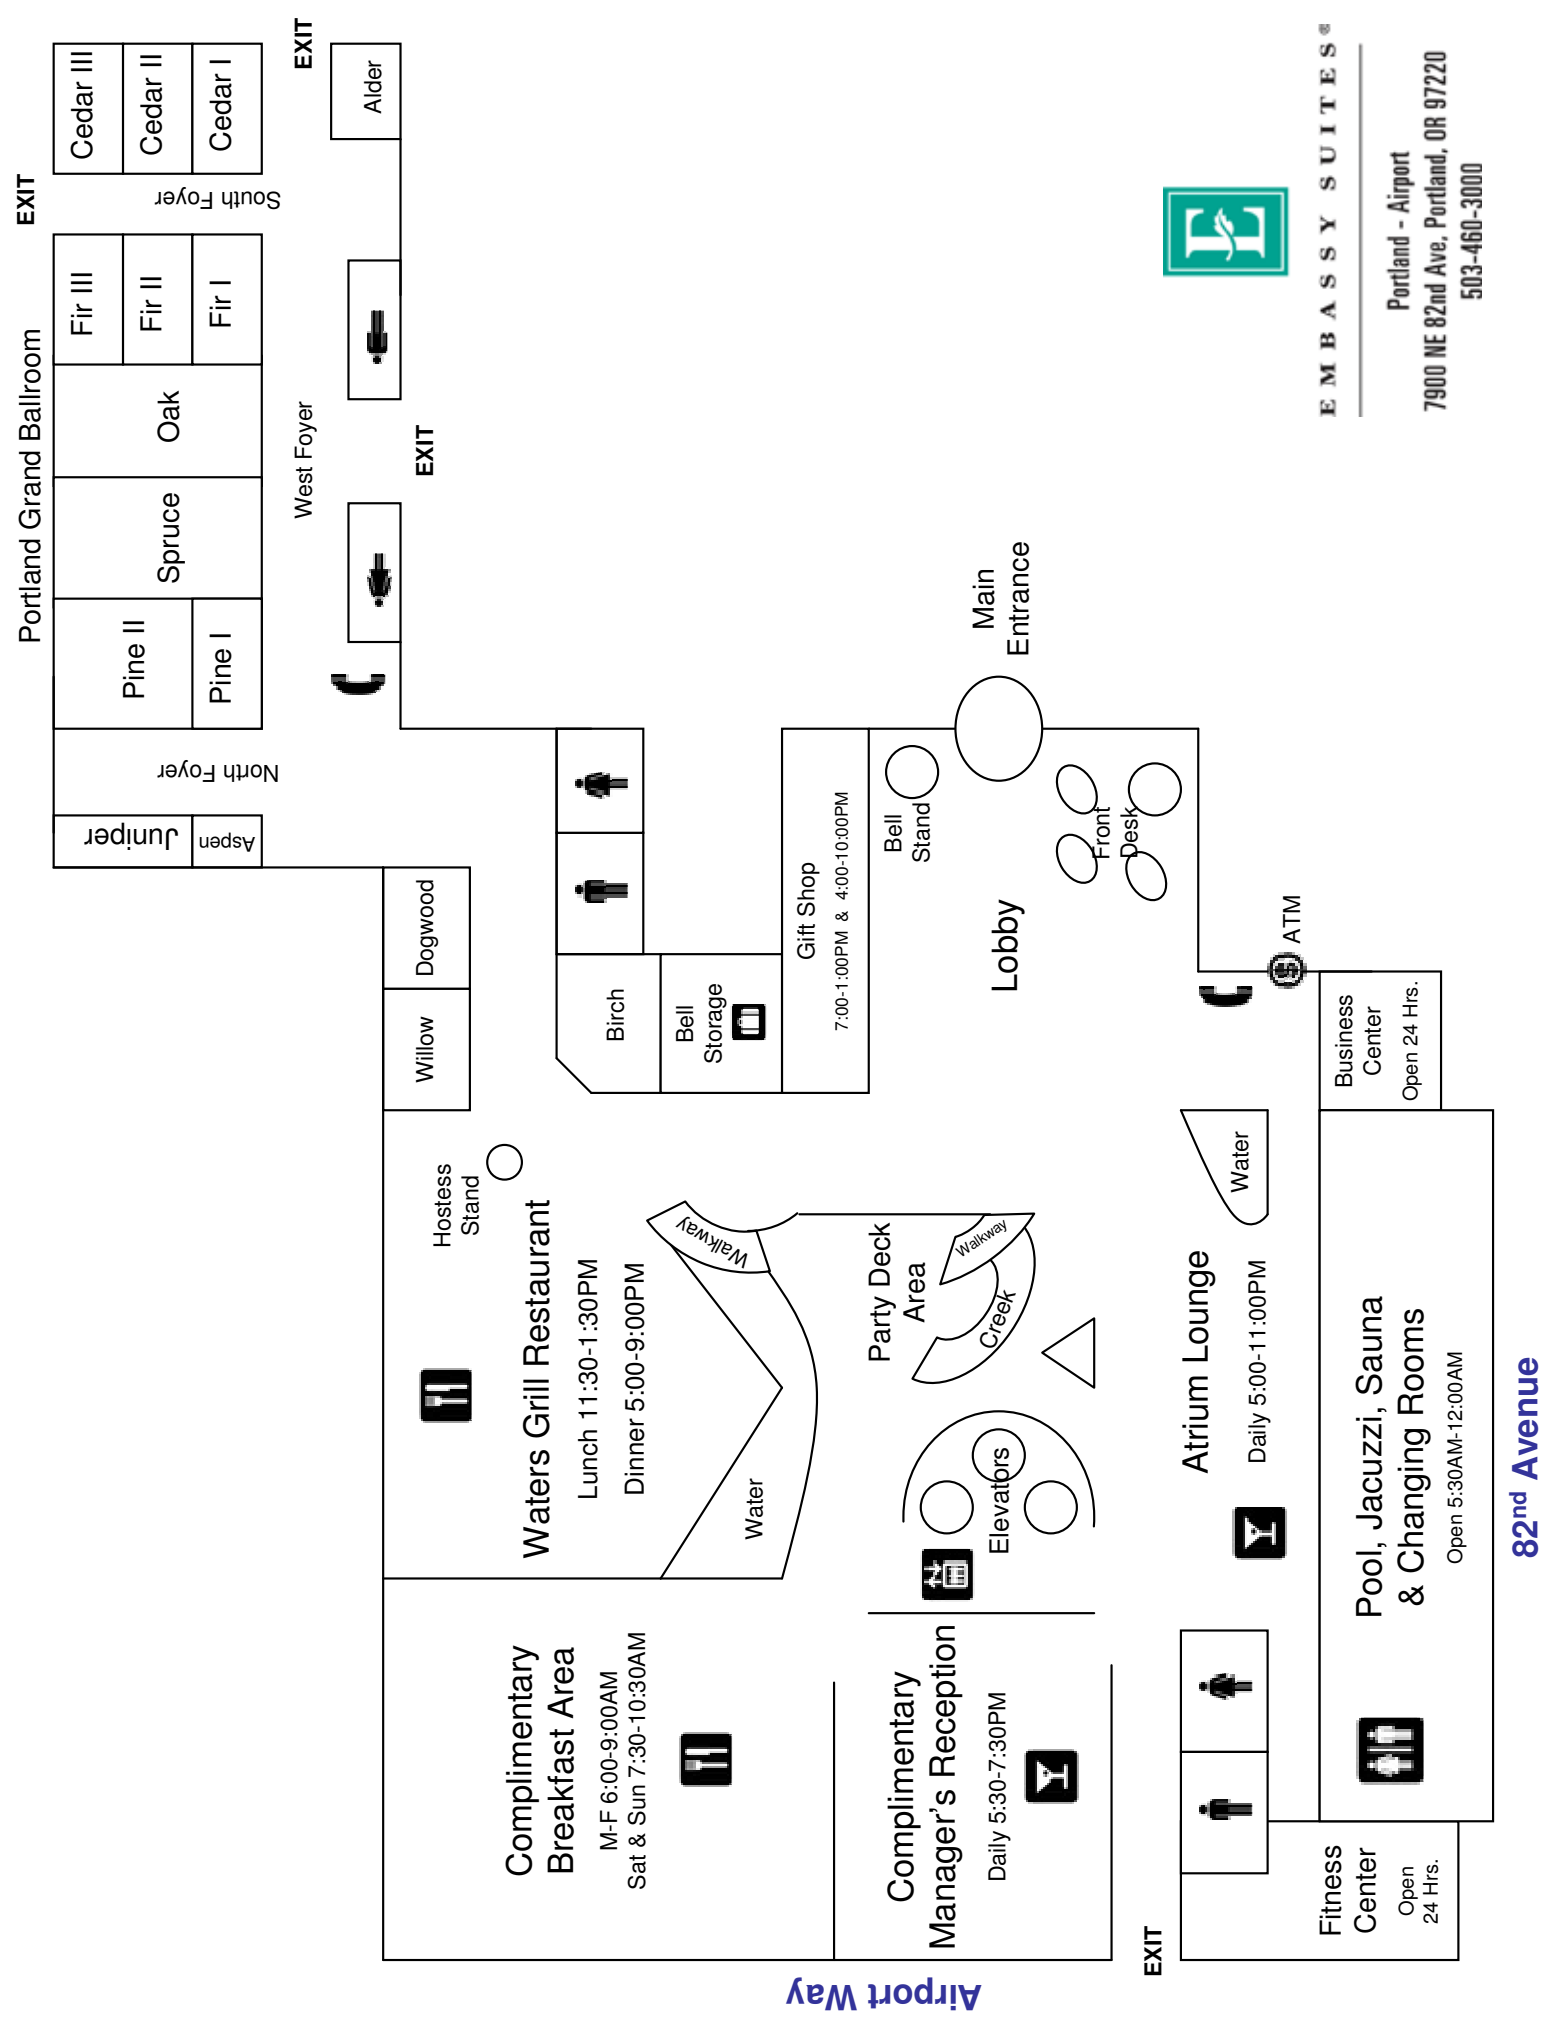 Portland Grand Ballroom
EXIT
EXIT
Cedar III
Cedar II
Cedar I
South Foyer
Alder
Fir III
Fir II
Fir I
Oak
Spruce
Pine II
Pine I
West Foyer
EXIT
North Foyer
Juniper
Aspen
Dogwood
Willow
Birch
Bell
Storage
Gift Shop
7:00-1:00PM & 4:00-10:00PM
Bell
Stand
Main
Entrance
Front
Desk
Lobby
ATM
Business
Center
Open 24 Hrs.
Hostess
Stand
Waters Grill Restaurant
Lunch 11:30-1:30PM
Dinner 5:00-9:00PM
Walkway
Water
Party Deck
Area
Walkway
Creek
Elevators
Water
Atrium Lounge
Daily 5:00-11:00PM
Pool, Jacuzzi, Sauna
& Changing Rooms
Open 5:30AM-12:00AM
Complimentary
Breakfast Area
M-F 6:00-9:00AM
Sat & Sun 7:30-10:30AM
Complimentary
Manager's Reception
Daily 5:30-7:30PM
Fitness
Center
Open
24 Hrs.
EXIT
Airport Way
82nd Avenue
E
EMBASSY SUITES®
Portland - Airport
7900 NE 82nd Ave, Portland, OR 97220
503-460-3000